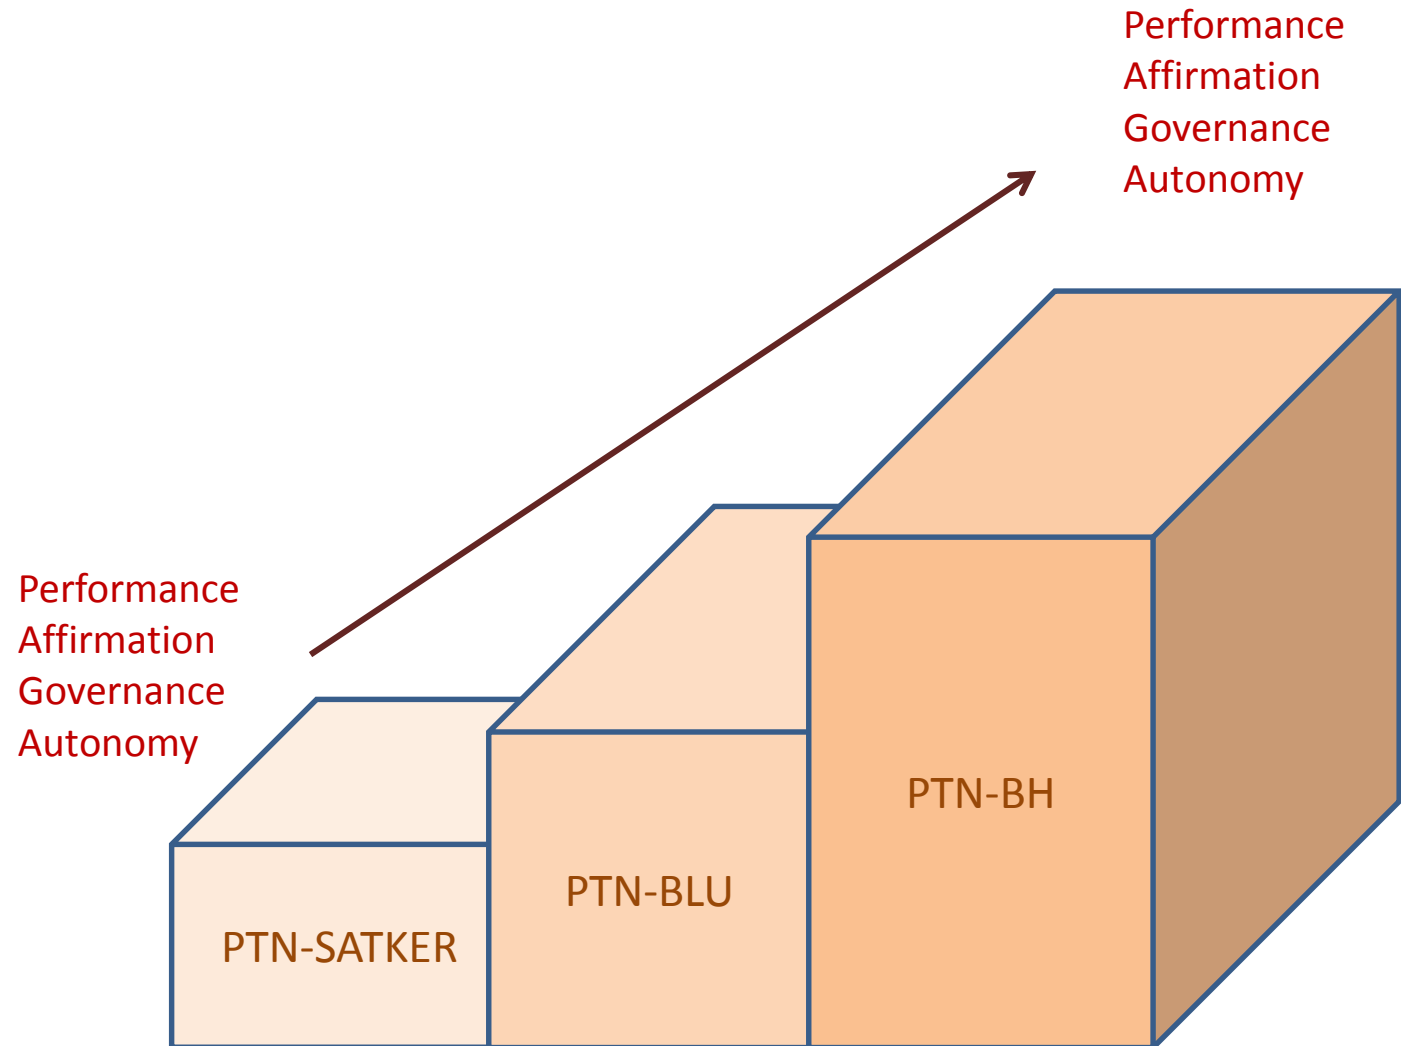 Performance
Affirmation
Governance
Autonomy
Performance
Affirmation
Governance
Autonomy
PTN-BH
PTN-BLU
PTN-SATKER